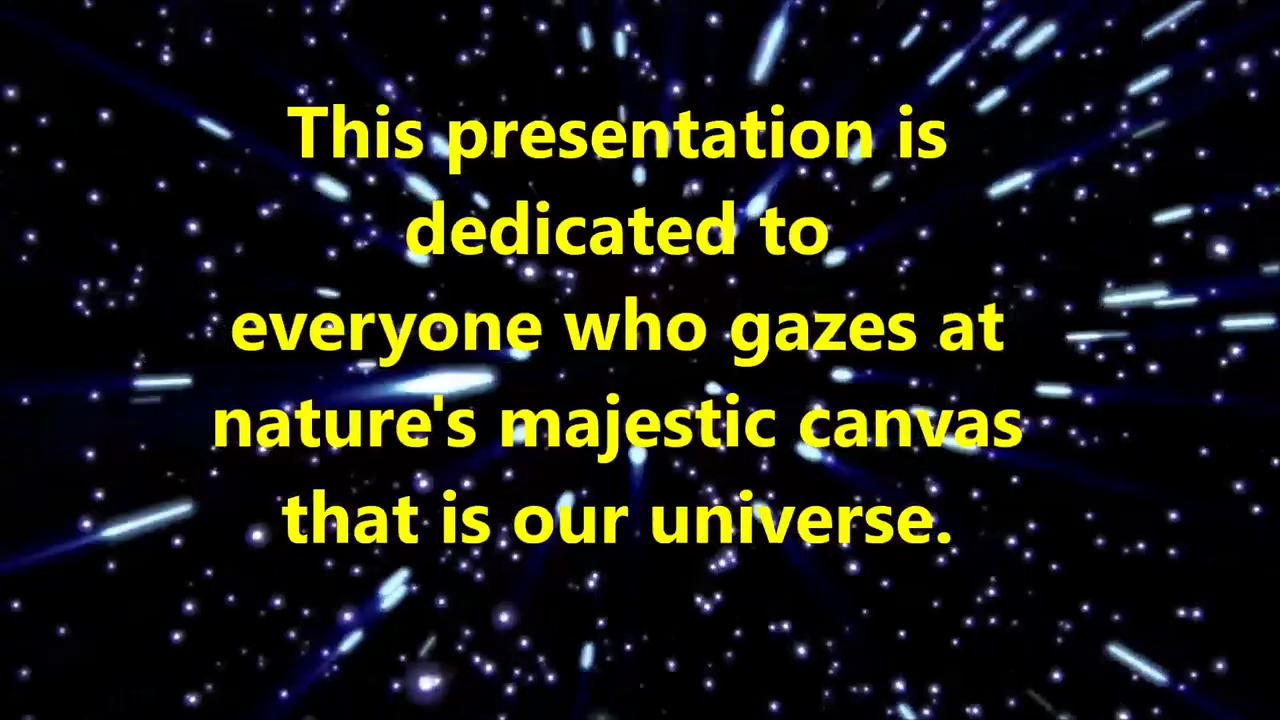 This presentation is
dedicated to
everyone who gazes at
nature's majestic canvas
that is our universe.